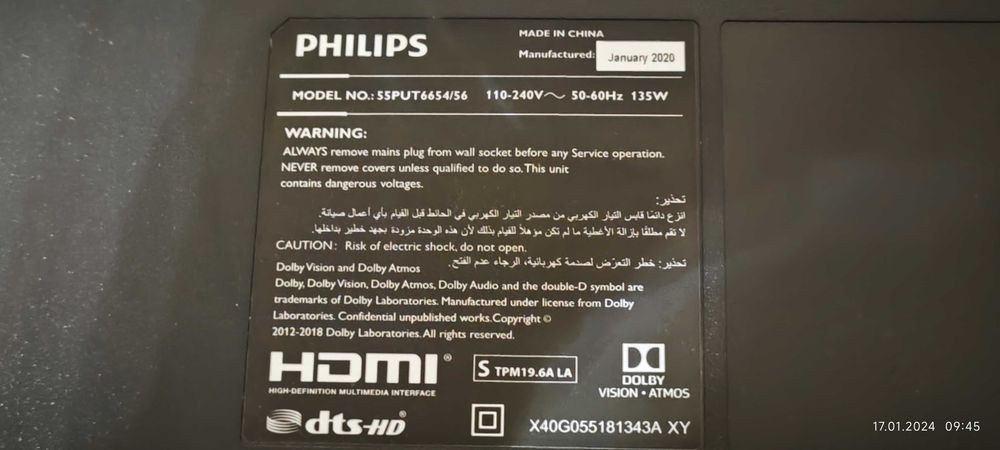 PHILIPS
MADE IN CHINA
Manufactured: January 2020
MODEL NO.: 55PUT6654/56 110-240V~ 50-60Hz 135W
WARNING:
ALWAYS remove mains plug from wall socket before any Service operation.
NEVER remove covers unless qualified to do so. This unit
contains dangerous voltages.
تحذير:
انزع دائمًا قابس التيار الكهربي من مصدر التيار الكهربي في الحائط قبل القيام بأي أعمال صيانة.
لا تقم مطلقًا بإزالة الأغطية ما لم تكن مؤهلاً للقيام بذلك لأن هذه الوحدة مزودة بجهد خطير بداخلها.
CAUTION: Risk of electric shock, do not open.
تحذير: خطر التعرّض لصدمة كهربائية، الرجاء عدم الفتح.
Dolby Vision and Dolby Atmos
Dolby, Dolby Vision, Dolby Atmos, Dolby Audio and the double-D symbol are
trademarks of Dolby Laboratories. Manufactured under license from Dolby
Laboratories. Confidential unpublished works. Copyright ©
2012-2018 Dolby Laboratories. All rights reserved.
HDMI®
HIGH-DEFINITION MULTIMEDIA INTERFACE
S TPM19.6A LA
DOLBY
VISION•ATMOS
dts-HD®
X40G055181343A XY
17.01.2024 09:45